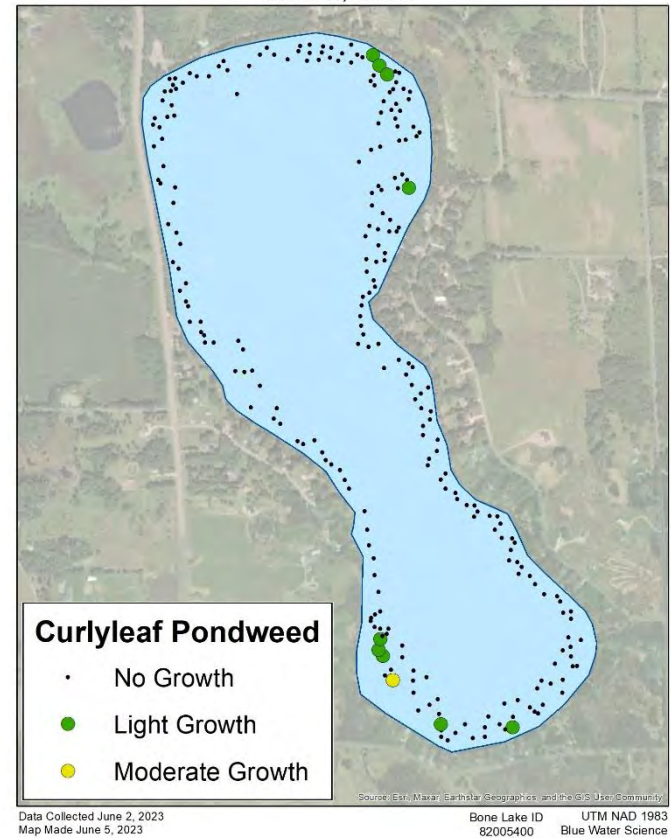 Curlyleaf Pondweed
No Growth
Light Growth
Moderate Growth
Source: Esri, Maxar, Earthstar Geographics, and the GIS User Community
Data Collected June 2, 2023
Map Made June 5, 2023
Bone Lake ID
82005400
UTM NAD 1983
Blue Water Science